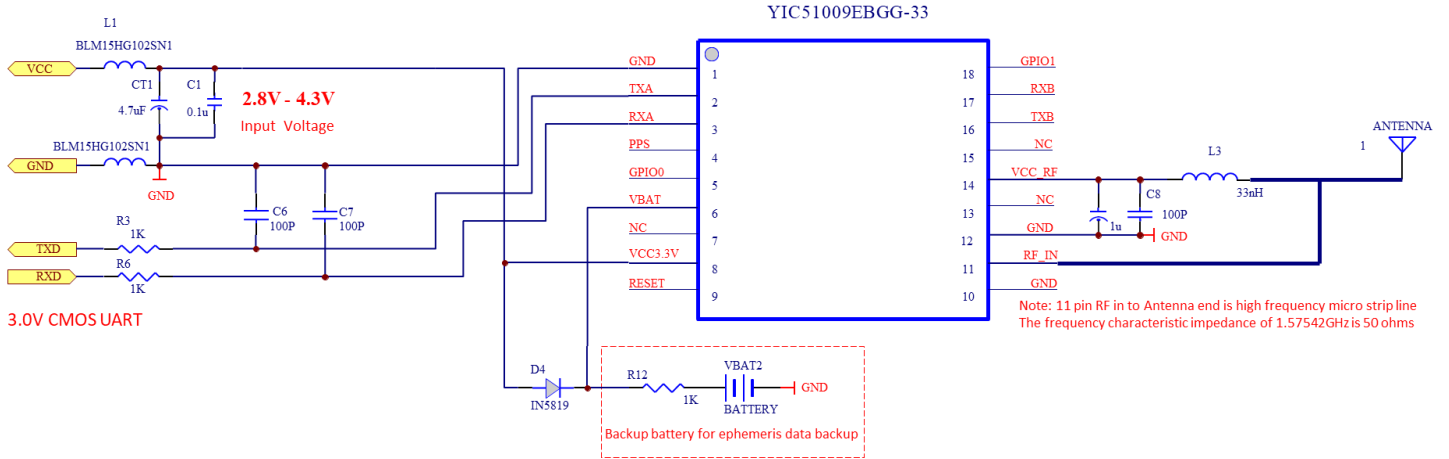 YIC51009EBGG-33
L1
BLM15HG102SN1
VCC
CT1
4.7uF
C1
0.1u
2.8V - 4.3V
Input Voltage
BLM15HG102SN1
GND
GND
C6
100P
C7
100P
R3
1K
TXD
R6
1K
RXD
3.0V CMOS UART
GND
1
TXA
2
RXA
3
PPS
4
GPIO0
5
VBAT
6
NC
7
VCC3.3V
8
RESET
9
GPIO1
18
RXB
17
TXB
16
NC
15
VCC_RF
14
NC
13
GND
12
RF_IN
11
GND
10
ANTENNA
1
L3
33nH
C8
100P
1u
GND
Note: 11 pin RF in to Antenna end is high frequency micro strip line
The frequency characteristic impedance of 1.57542GHz is 50 ohms
D4
IN5819
R12
1K
VBAT2
BATTERY
GND
Backup battery for ephemeris data backup